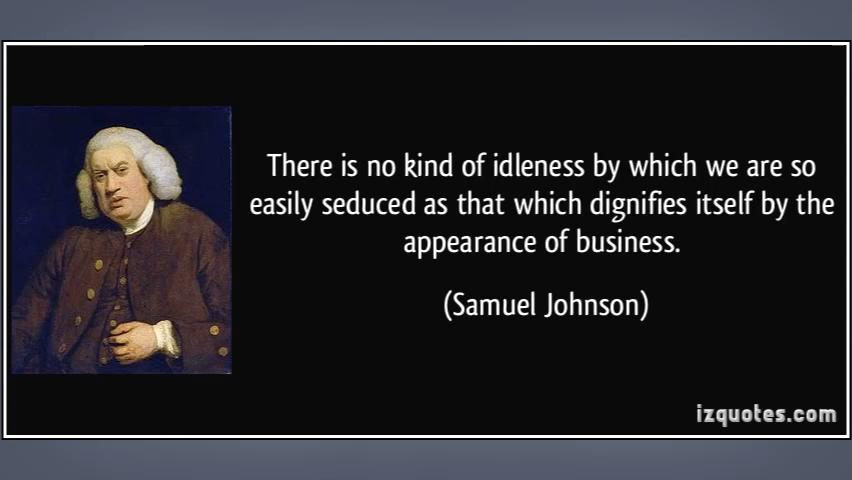 There is no kind of idleness by which we are so
easily seduced as that which dignifies itself by the
appearance of business.
(Samuel Johnson)
izquotes.com